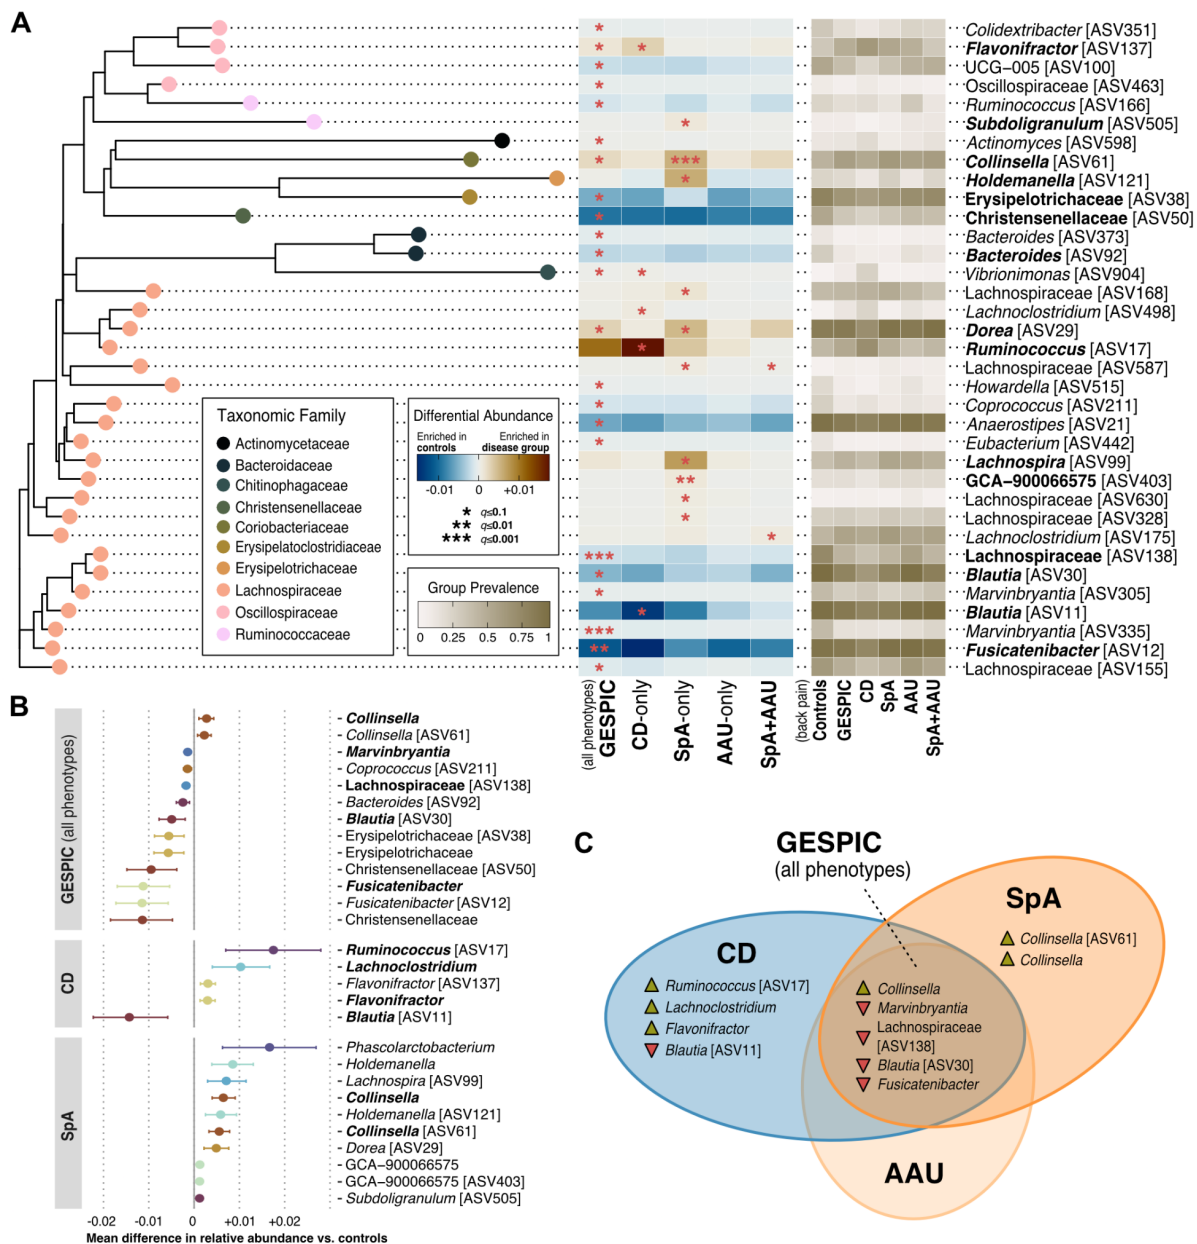 A
Colidextribacter [ASV351]
Flavonifractor [ASV137]
UCG-005 [ASV100]
Oscillospiraceae [ASV463]
Ruminococcus [ASV166]
Subdoligranulum [ASV505]
Actinomyces [ASV598]
Collinsella [ASV61]
Holdemanella [ASV121]
Erysipelotrichaceae [ASV38]
Christensenellaceae [ASV50]
Bacteroides [ASV373]
Bacteroides [ASV92]
Vibrionimonas [ASV904]
Lachnospiraceae [ASV168]
Lachnoclostridium [ASV498]
Dorea [ASV29]
Ruminococcus [ASV17]
Lachnospiraceae [ASV587]
Howardella [ASV515]
Coprococcus [ASV211]
Anaerostipes [ASV21]
Eubacterium [ASV442]
Lachnospira [ASV99]
GCA-900066575 [ASV403]
Lachnospiraceae [ASV630]
Lachnospiraceae [ASV328]
Lachnoclostridium [ASV175]
Lachnospiraceae [ASV138]
Blautia [ASV30]
Marvinbryantia [ASV305]
Blautia [ASV11]
Marvinbryantia [ASV335]
Fusicatenibacter [ASV12]
Lachnospiraceae [ASV155]
Taxonomic Family
Actinomycetaceae
Bacteroidaceae
Chitinophagaceae
Christensenellaceae
Coriobacteriaceae
Erysipelatoclostridiaceae
Erysipelotrichaceae
Lachnospiraceae
Oscillospiraceae
Ruminococcaceae
Differential Abundance
Enriched in controls
Enriched in disease group
-0.01 0 +0.01
* q≤0.1
** q≤0.01
*** q≤0.001
Group Prevalence
0 0.25 0.5 0.75 1
(all phenotypes)
GESPIC
CD-only
SpA-only
AAU-only
SpA+AAU
(back pain)
Controls
GESPIC
CD
SpA
AAU
SpA+AAU
B
GESPIC (all phenotypes)
- Collinsella
- Collinsella [ASV61]
- Marvinbryantia
- Coprococcus [ASV211]
- Lachnospiraceae [ASV138]
- Bacteroides [ASV92]
- Blautia [ASV30]
- Erysipelotrichaceae [ASV38]
- Erysipelotrichaceae
- Christensenellaceae [ASV50]
- Fusicatenibacter
- Fusicatenibacter [ASV12]
- Christensenellaceae
CD
- Ruminococcus [ASV17]
- Lachnoclostridium
- Flavonifractor [ASV137]
- Flavonifractor
- Blautia [ASV11]
SpA
- Phascolarctobacterium
- Holdemanella
- Lachnospira [ASV99]
- Collinsella
- Holdemanella [ASV121]
- Collinsella [ASV61]
- Dorea [ASV29]
- GCA-900066575
- GCA-900066575 [ASV403]
- Subdoligranulum [ASV505]
-0.02 -0.01 0 +0.01 +0.02
Mean difference in relative abundance vs. controls
C
GESPIC
(all phenotypes)
SpA
Collinsella [ASV61]
Collinsella
CD
Ruminococcus [ASV17]
Lachnoclostridium
Flavonifractor
Blautia [ASV11]
Collinsella
Marvinbryantia
Lachnospiraceae
[ASV138]
Blautia [ASV30]
Fusicatenibacter
AAU